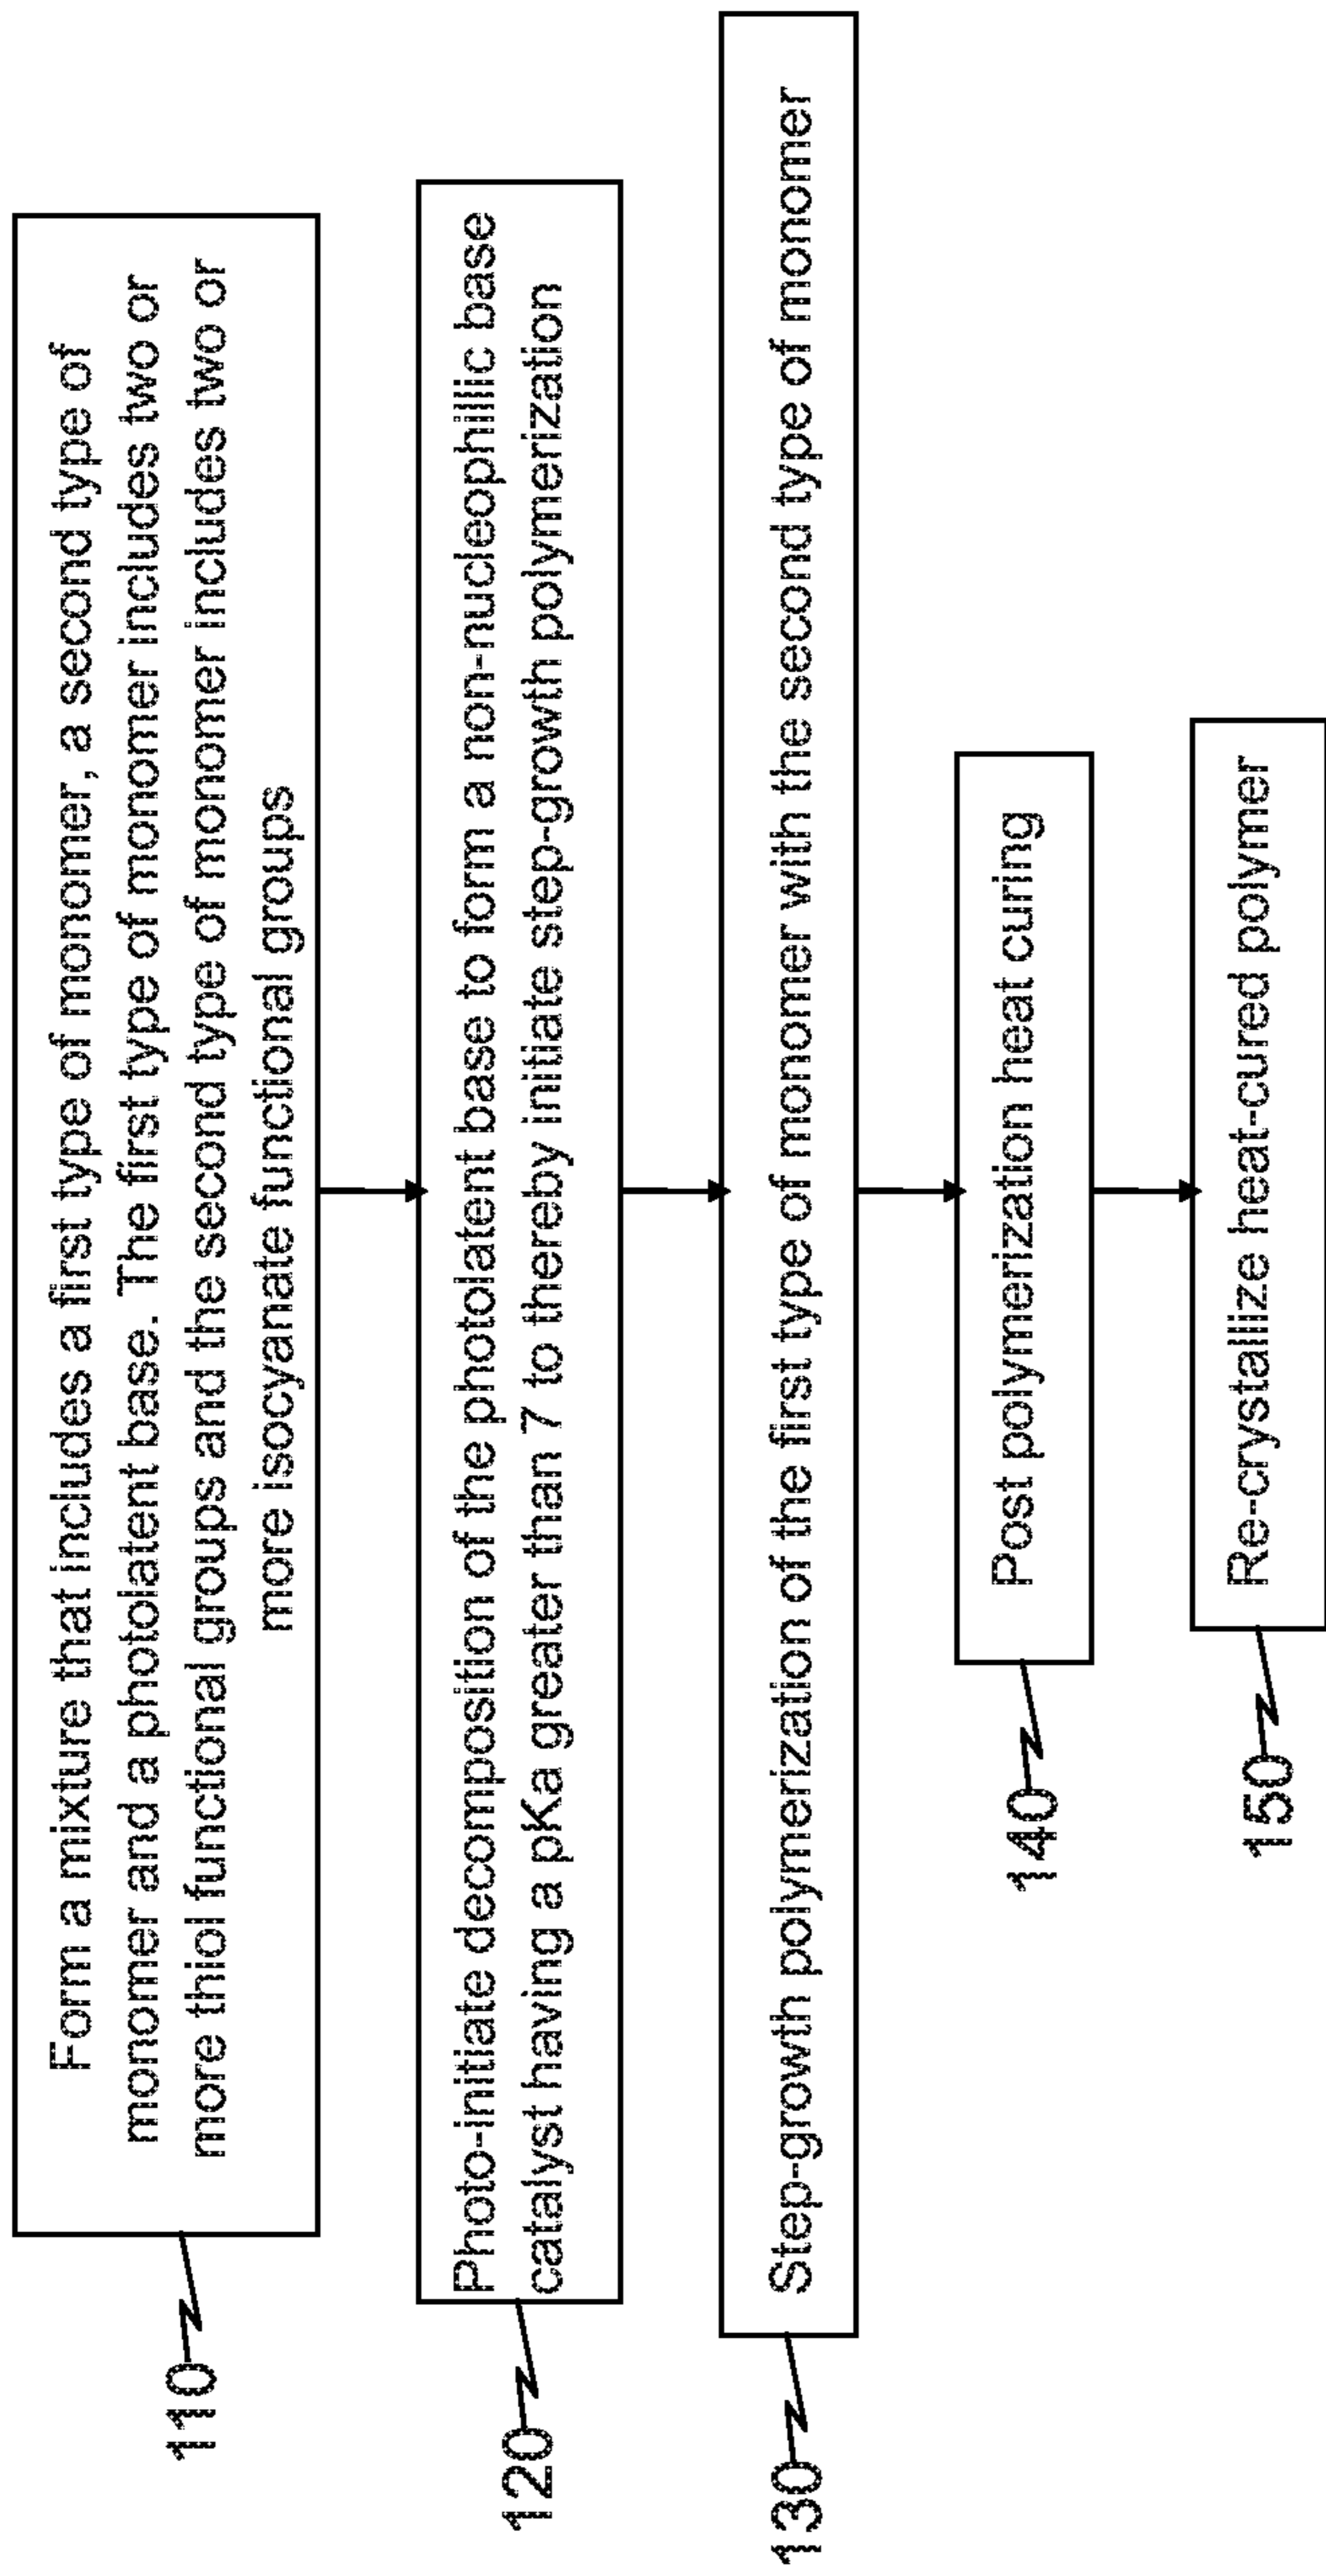 110
Form a mixture that includes a first type of monomer, a second type of
monomer and a photolatent base. The first type of monomer includes two or
more thiol functional groups and the second type of monomer includes two or
more isocyanate functional groups
120
Photo-initiate decomposition of the photolatent base to form a non-nucleophillic base
catalyst having a pKa greater than 7 to thereby initiate step-growth polymerization
130
Step-growth polymerization of the first type of monomer with the second type of monomer
140
Post polymerization heat curing
150
Re-crystallize heat-cured polymer